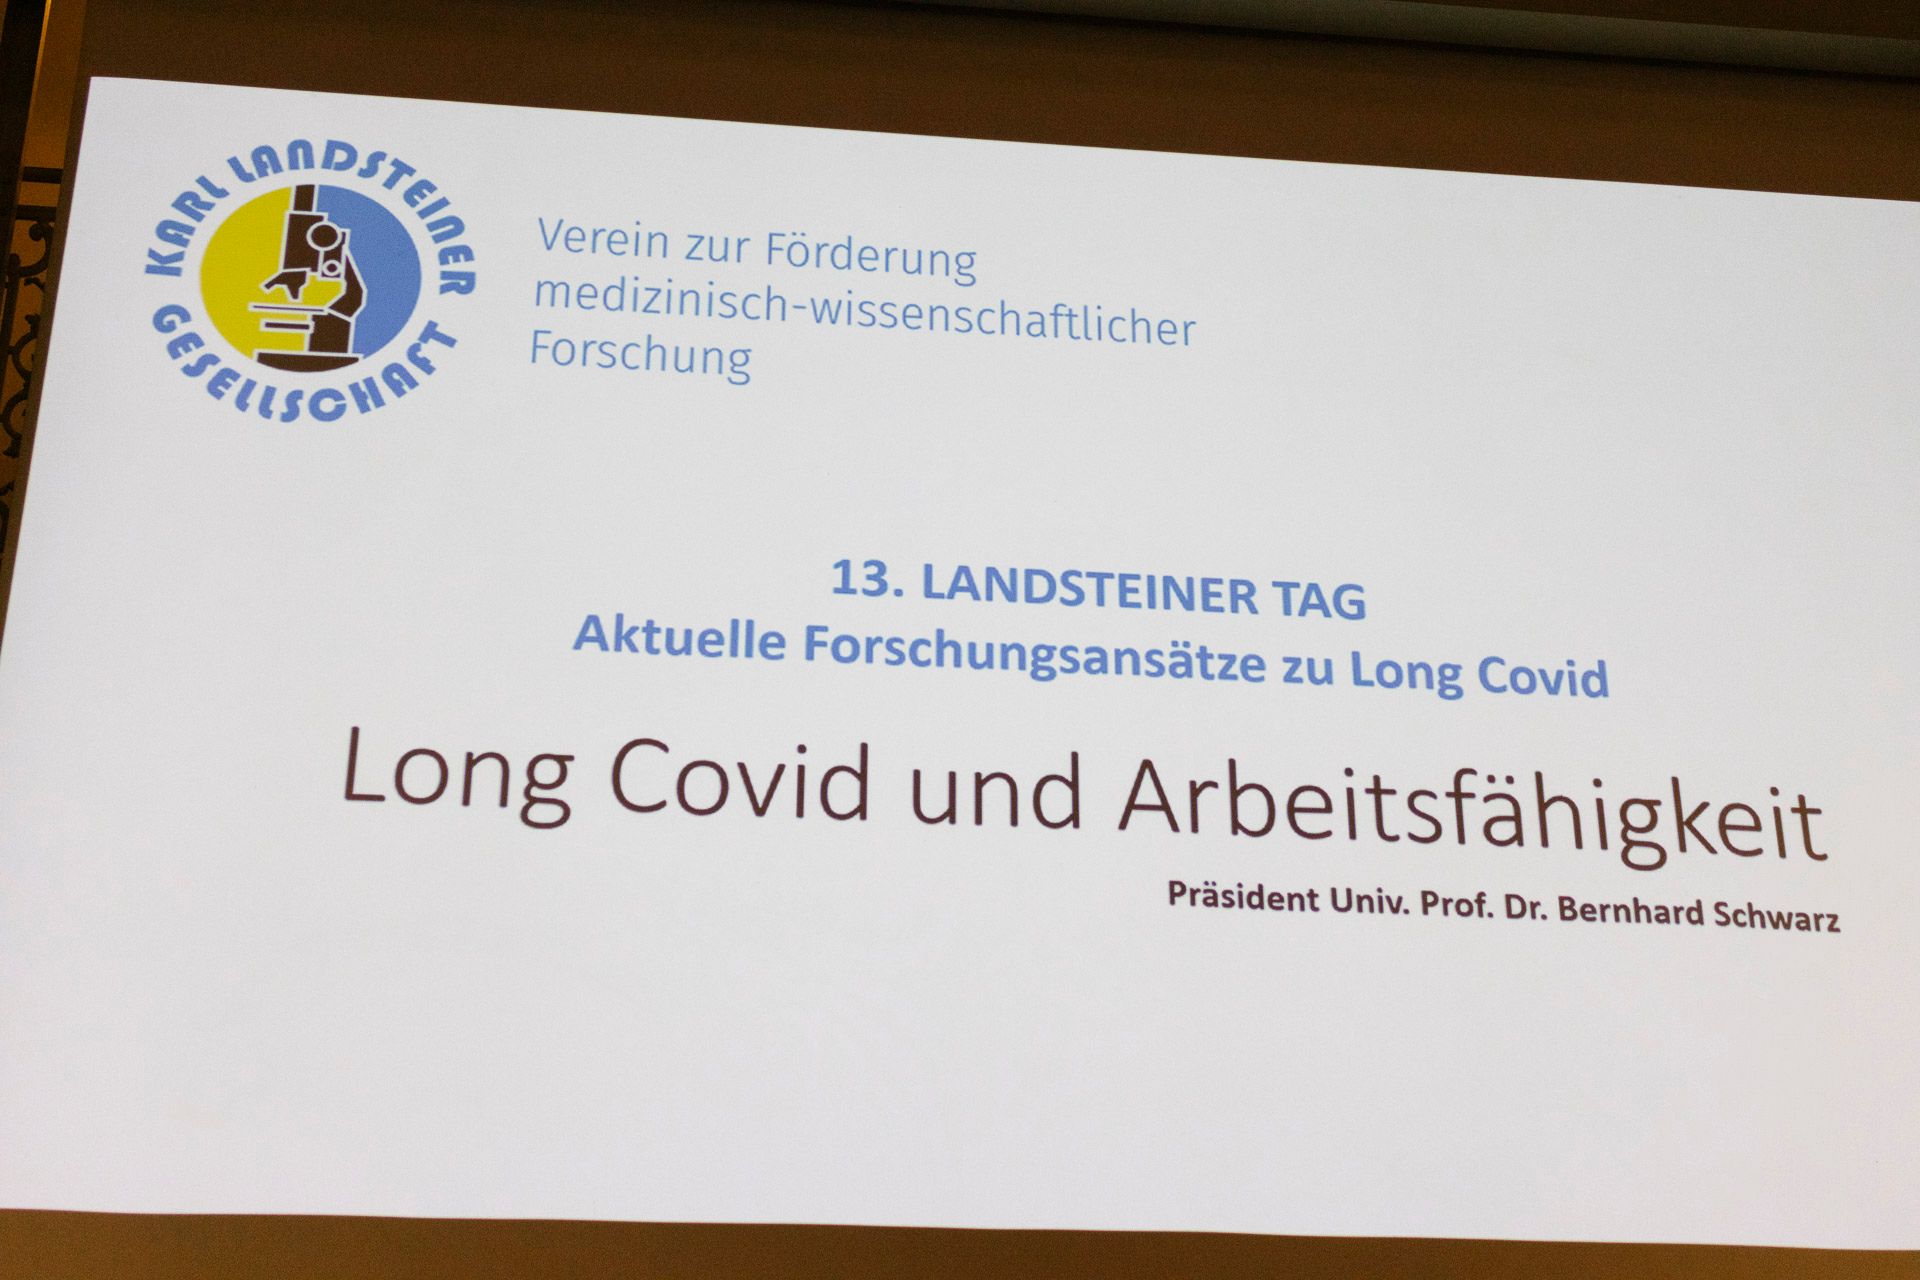 KARL LANDSTEINER
GESELLSCHAFT
Verein zur Förderung
medizinisch-wissenschaftlicher
Forschung
13. LANDSTEINER TAG
Aktuelle Forschungsansätze zu Long Covid
Long Covid und Arbeitsfähigkeit
Präsident Univ. Prof. Dr. Bernhard Schwarz